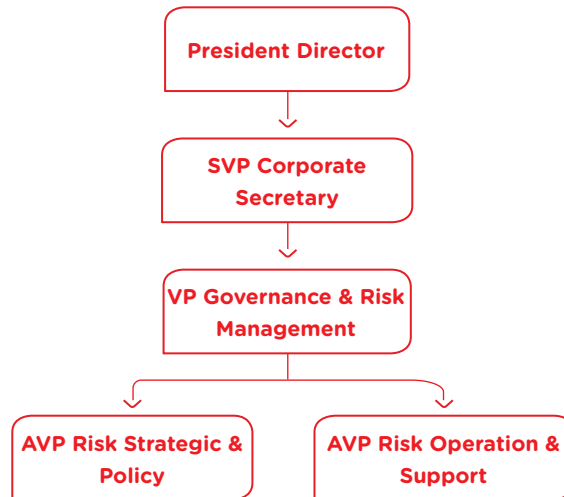 President Director
SVP Corporate
Secretary
VP Governance & Risk
Management
AVP Risk Strategic &
Policy
AVP Risk Operation &
Support